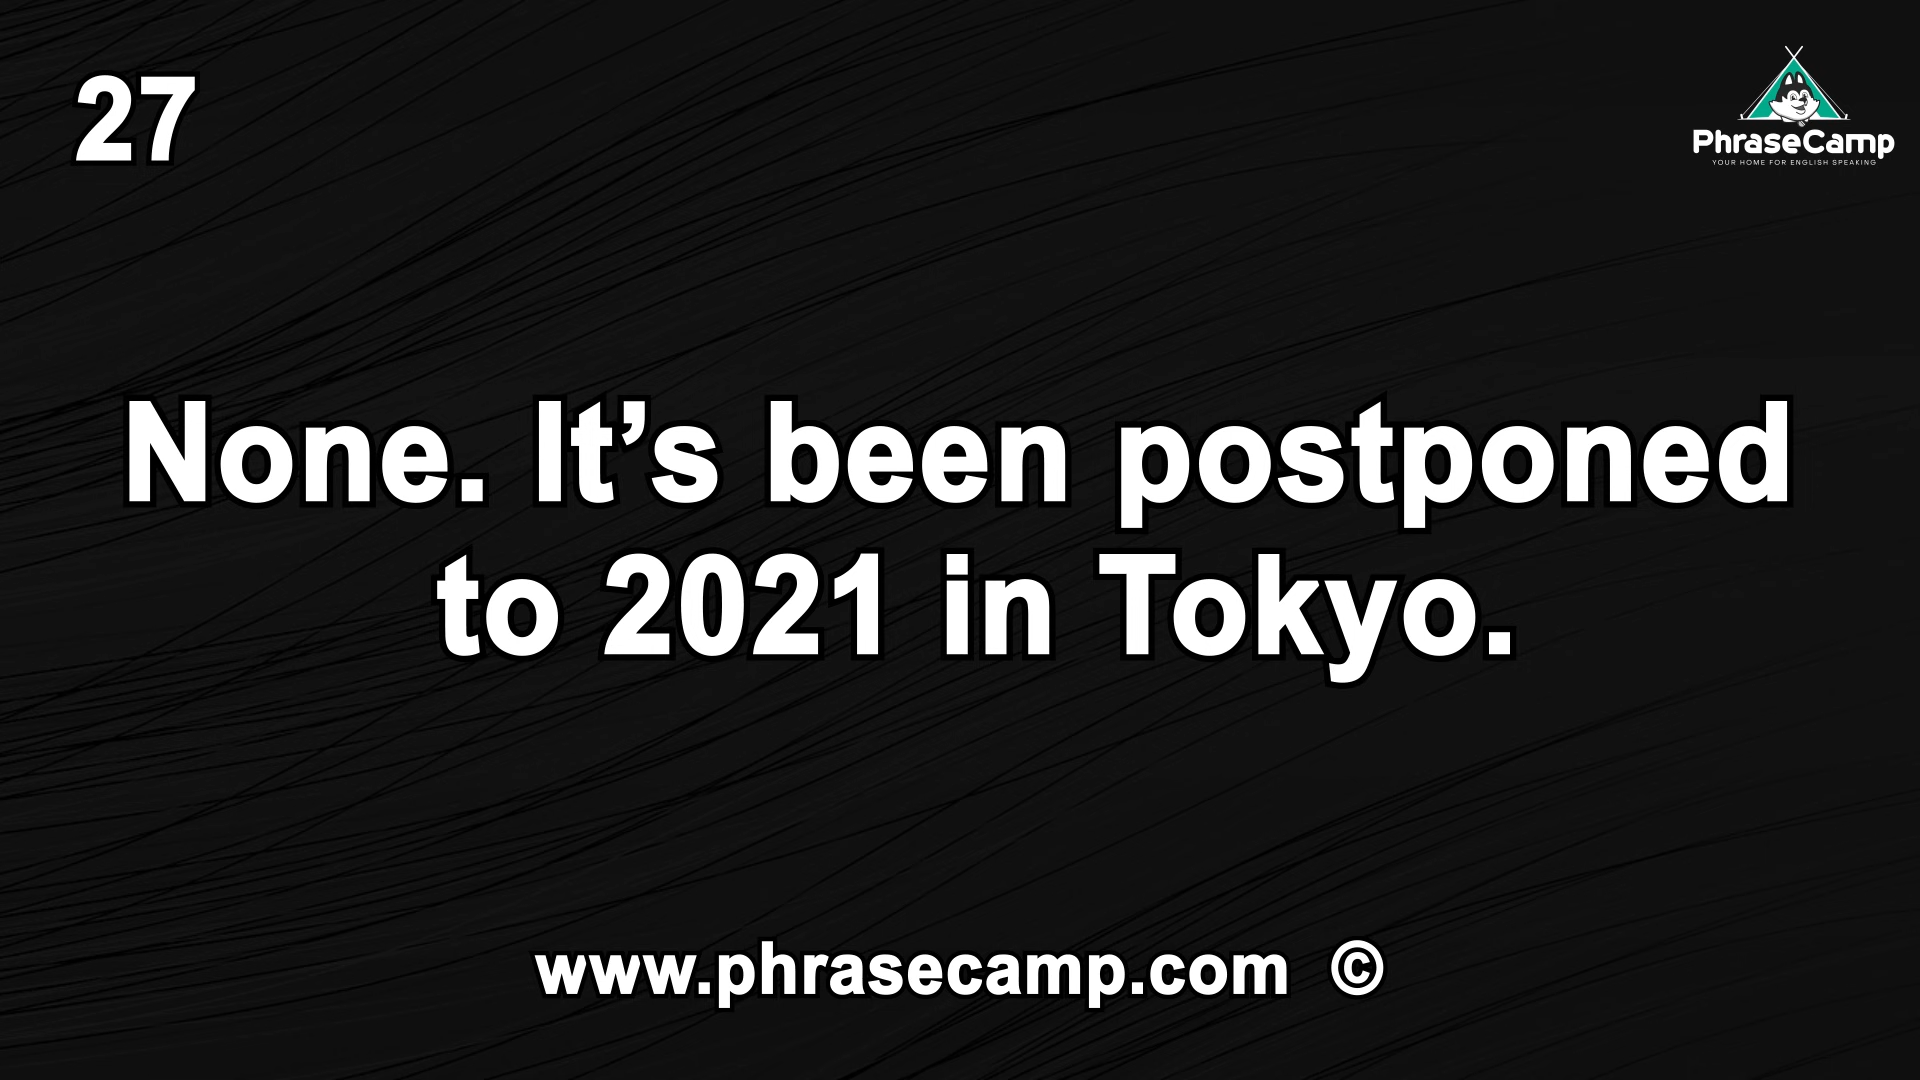 27
PhraseCamp
YOUR HOME FOR ENGLISH SPEAKING
None. It’s been postponed
to 2021 in Tokyo.
www.phrasecamp.com ©